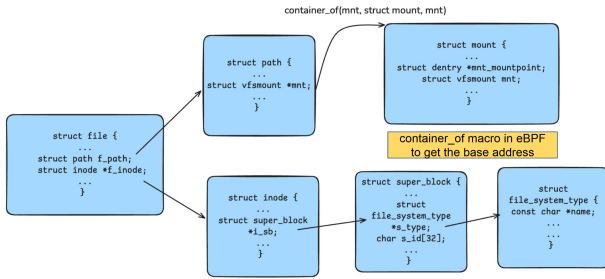 container_of(mnt, struct mount, mnt)
struct path {
...
struct vfsmount *mnt;
...
}
struct mount {
...
struct dentry *mnt_mountpoint;
struct vfsmount mnt;
...
}
struct file {
...
struct path f_path;
struct inode *f_inode;
...
}
container_of macro in eBPF
to get the base address
struct inode {
...
struct super_block
*i_sb;
...
}
struct super_block {
...
struct
file_system_type
*s_type;
char s_id[32];
...
}
struct
file_system_type {
const char *name;
...
...
}